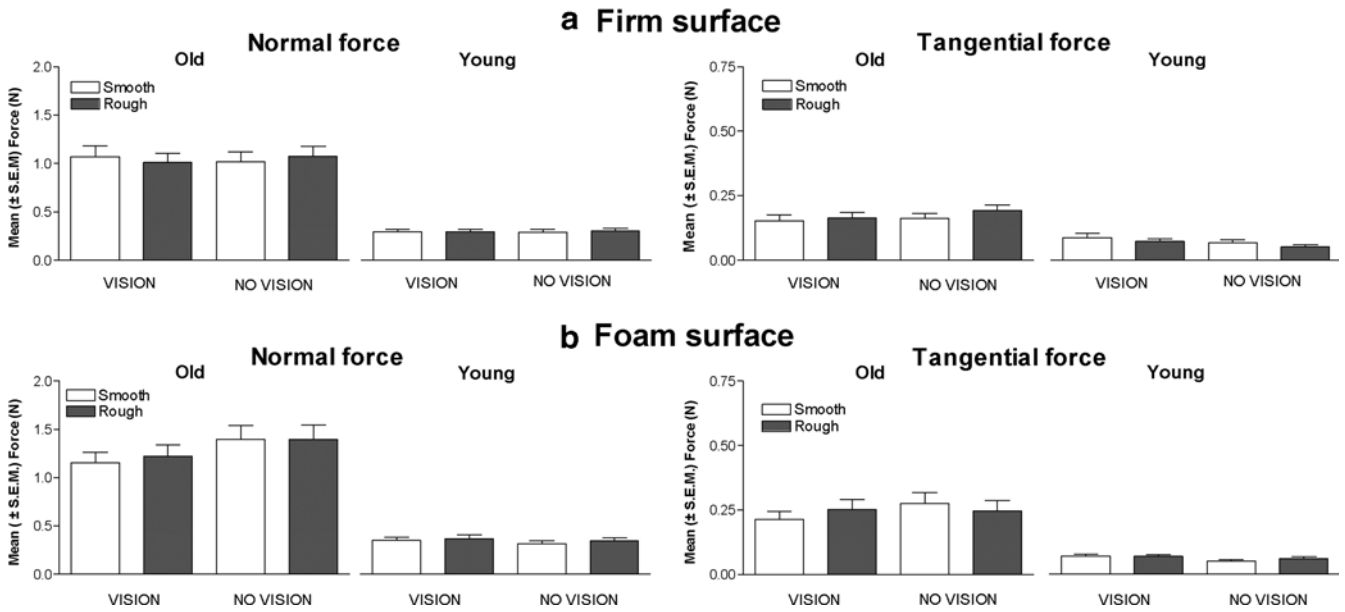 a Firm surface
Normal force
Tangential force
Old
Young
Old
Young
Mean (± S.E.M) Force (N)
2.0
1.5
1.0
0.5
0.0
Smooth
Rough
VISION
NO VISION
VISION
NO VISION
Mean (± S.E.M.) Force (N)
0.75
0.50
0.25
0.00
Smooth
Rough
VISION
NO VISION
VISION
NO VISION
b Foam surface
Normal force
Tangential force
Old
Young
Old
Young
Mean ( ± S.E.M.) Force (N)
2.0
1.5
1.0
0.5
0.0
Smooth
Rough
VISION
NO VISION
VISION
NO VISION
Mean (± S.E.M.) Force (N)
0.75
0.50
0.25
0.00
Smooth
Rough
VISION
NO VISION
VISION
NO VISION